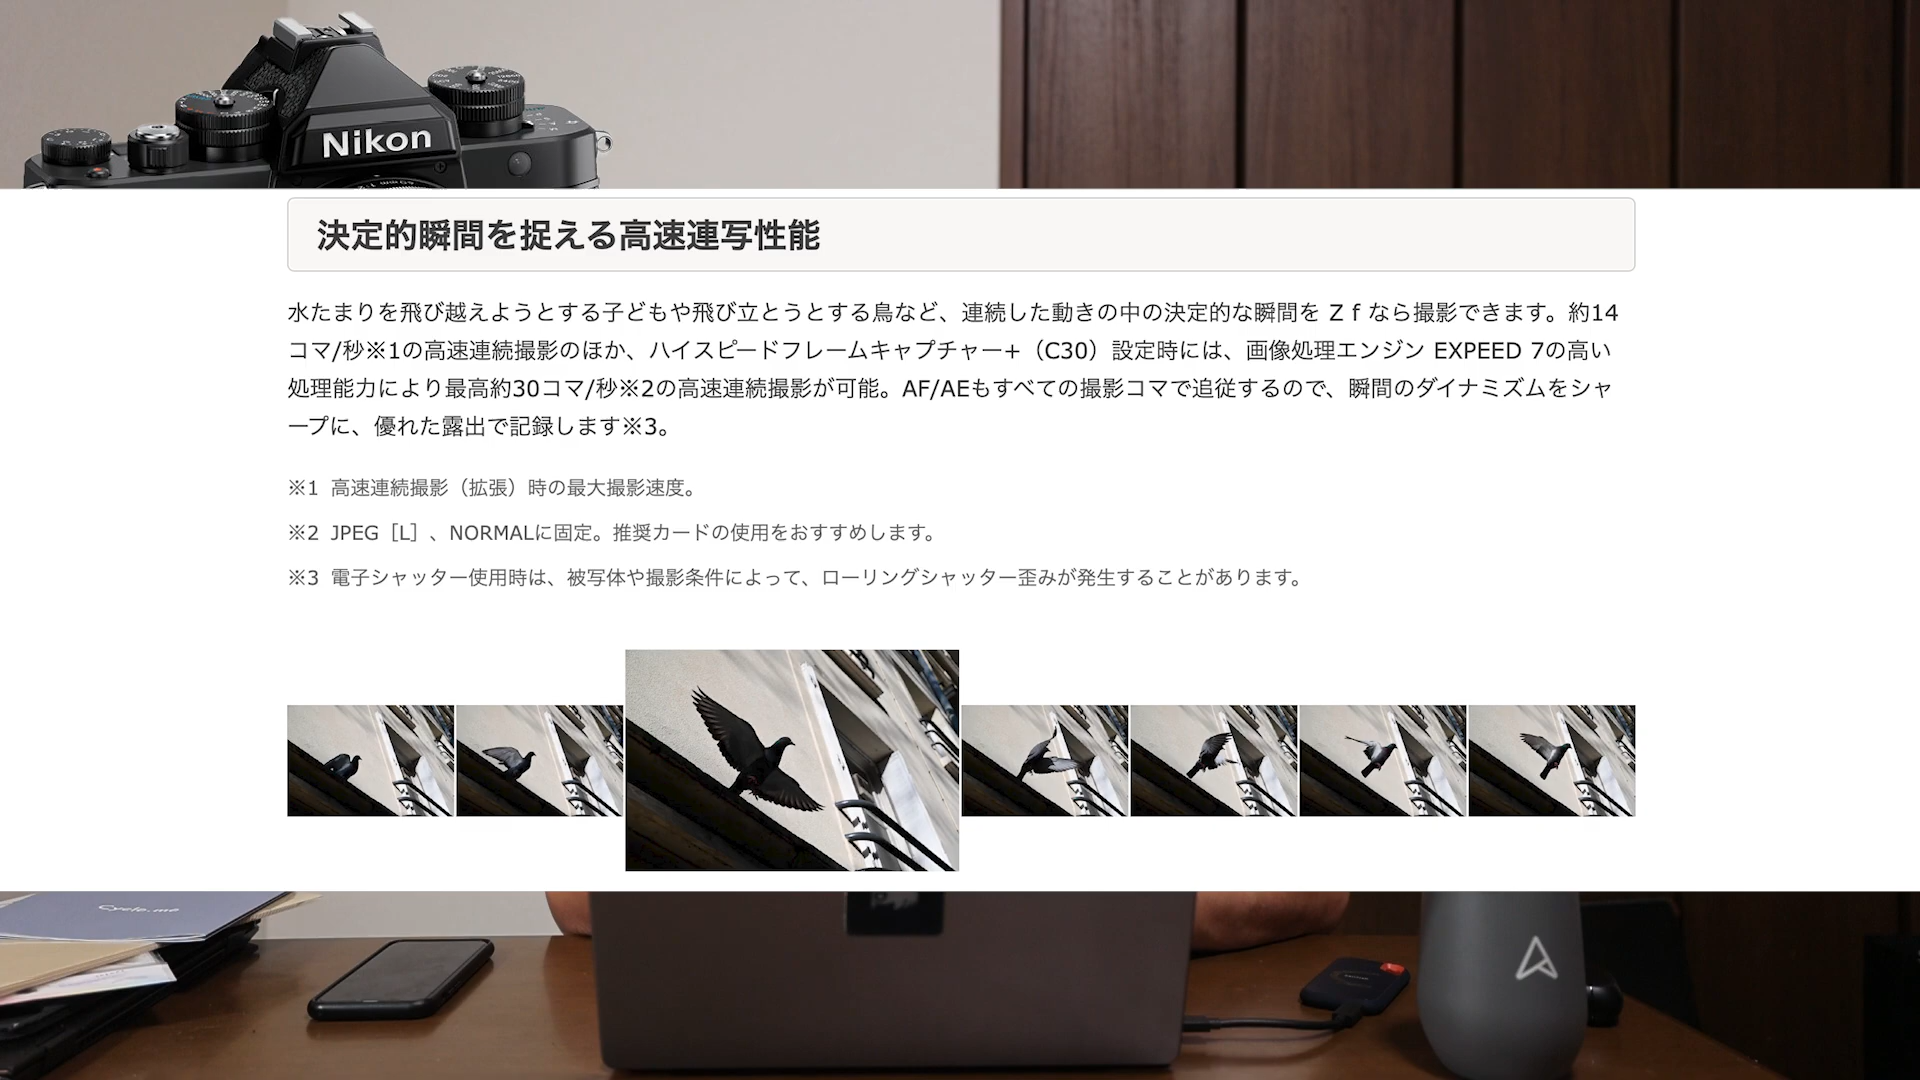 Nikon
決定的瞬間を捉える高速連写性能
水たまりを飛び越えようとする子どもや飛び立とうとする鳥など、連続した動きの中の決定的な瞬間を Z f なら撮影できます。約14
コマ/秒※1の高速連続撮影のほか、ハイスピードフレームキャプチャー+（C30）設定時には、画像処理エンジン EXPEED 7の高い
処理能力により最高約30コマ/秒※2の高速連続撮影が可能。AF/AEもすべての撮影コマで追従するので、瞬間のダイナミズムをシャ
ープに、優れた露出で記録します※3。
※1 高速連続撮影（拡張）時の最大撮影速度。
※2 JPEG［L］、NORMALに固定。推奨カードの使用をおすすめします。
※3 電子シャッター使用時は、被写体や撮影条件によって、ローリングシャッター歪みが発生することがあります。
Cycle.me